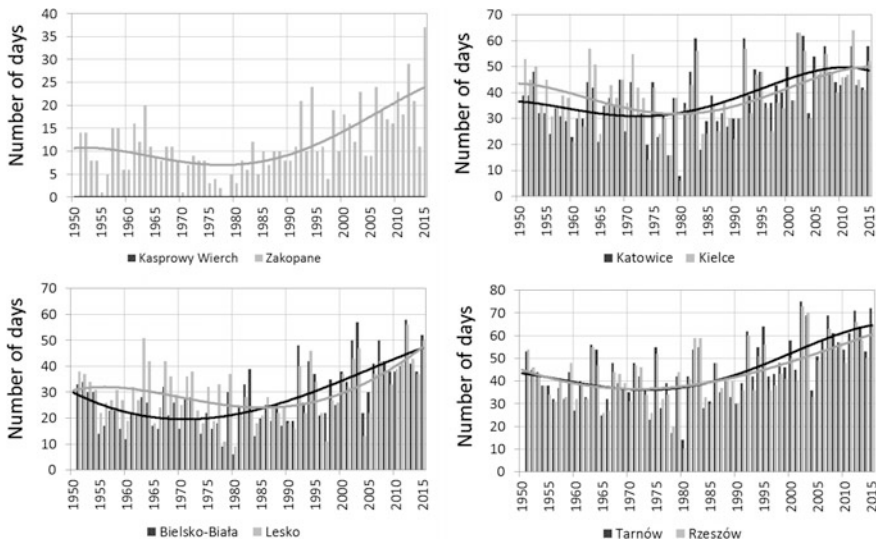 Number of days
40
35
30
25
20
15
10
5
0
1950 1955 1960 1965 1970 1975 1980 1985 1990 1995 2000 2005 2010 2015
Kasprowy Wierch Zakopane
Number of days
70
60
50
40
30
20
10
0
1950 1955 1960 1965 1970 1975 1980 1985 1990 1995 2000 2005 2010 2015
Katowice Kielce
Number of days
70
60
50
40
30
20
10
0
1950 1955 1960 1965 1970 1975 1980 1985 1990 1995 2000 2005 2010 2015
Bielsko-Biała Lesko
Number of days
80
70
60
50
40
30
20
10
0
1950 1955 1960 1965 1970 1975 1980 1985 1990 1995 2000 2005 2010 2015
Tarnów Rzeszów